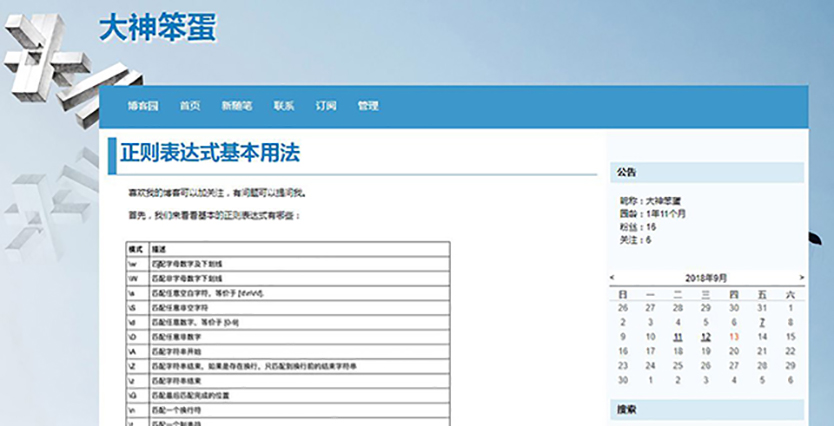 大神笨蛋
博客园 首页 新随笔 联系 订阅 管理
正则表达式基本用法
喜欢我的博客可以加关注，有问题可以提问我。
首先，我们来看看基本的正则表达式有哪些：
模式 描述
\w 匹配字母数字及下划线
\W 匹配非字母数字下划线
\s 匹配任意空白字符，等价于 [\t\n\r\f].
\S 匹配任意非空字符
\d 匹配任意数字，等价于 [0-9]
\D 匹配任意非数字
\A 匹配字符串开始
\Z 匹配字符串结束，如果是存在换行，只匹配到换行前的结束字符串
\z 匹配字符串结束
\G 匹配最后匹配完成的位置
\n 匹配一个换行符
公告
昵称：大神笨蛋
园龄：1年11个月
粉丝：16
关注：6
< 2018年9月 >
日 一 二 三 四 五 六
26 27 28 29 30 31 1
2 3 4 5 6 7 8
9 10 11 12 13 14 15
16 17 18 19 20 21 22
23 24 25 26 27 28 29
30 1 2 3 4 5 6
搜索